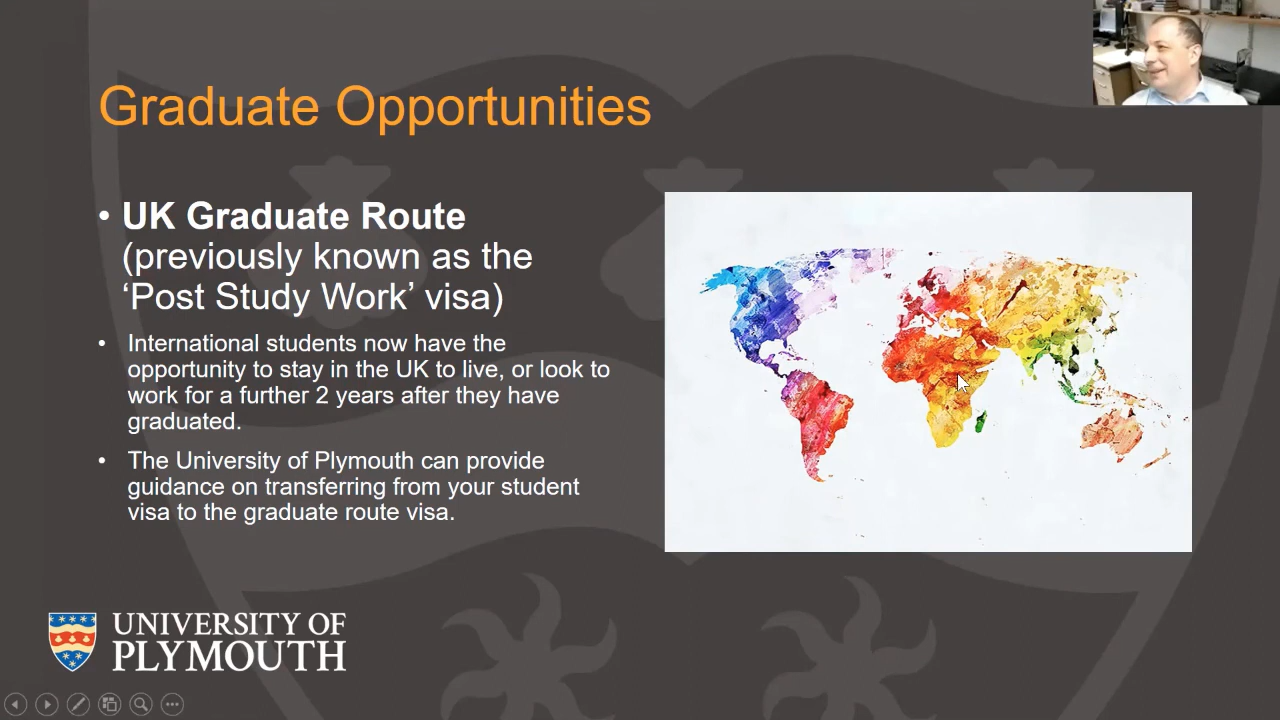 Graduate Opportunities
• UK Graduate Route
(previously known as the
‘Post Study Work’ visa)
• International students now have the
opportunity to stay in the UK to live, or look to
work for a further 2 years after they have
graduated.
• The University of Plymouth can provide
guidance on transferring from your student
visa to the graduate route visa.
UNIVERSITY OF
PLYMOUTH